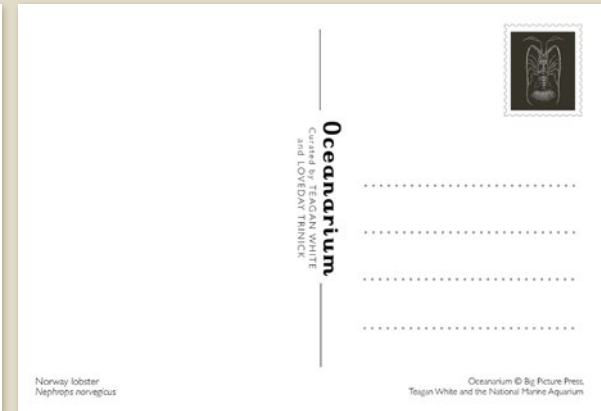 Oceanarium
Curated by TEAGAN WHITE
and LOVEDAY TRINICK
Norway lobster
Nephrops norvegicus
Oceanarium © Big Picture Press,
Teagan White and the National Marine Aquarium